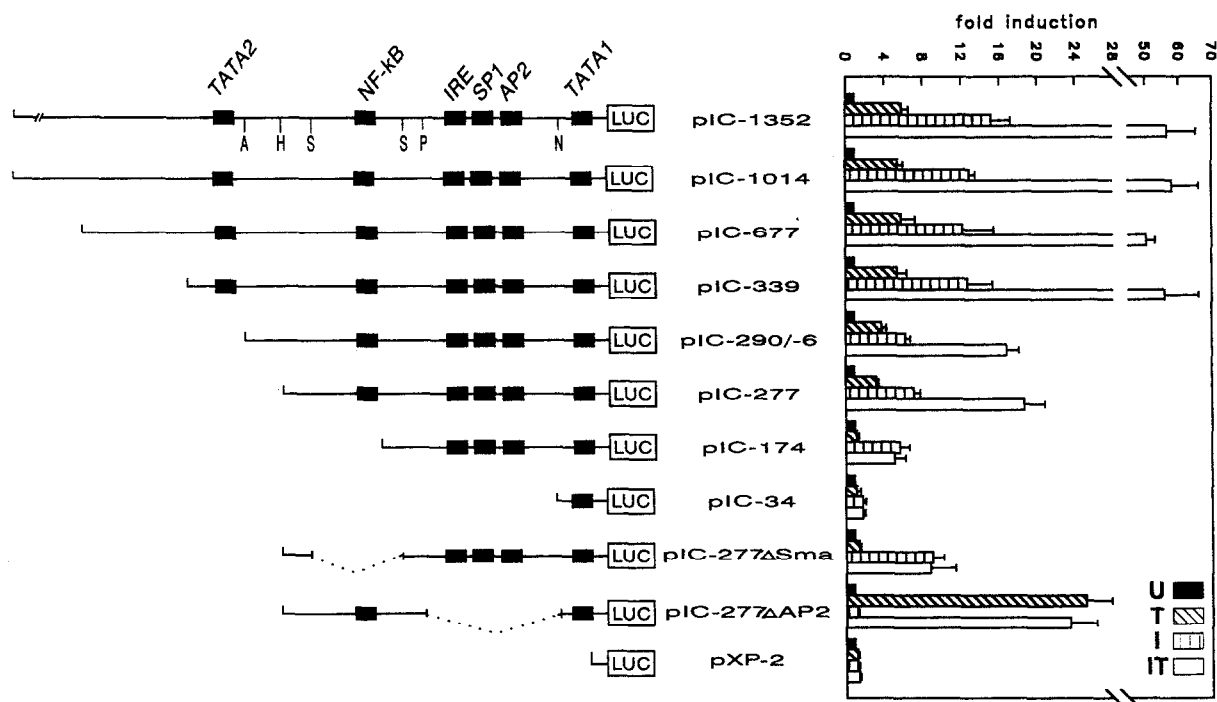 fold induction
0 4 8 12 16 20 24 28 50 60 70
TATA2 NF-kB IRE SP1 AP2 TATA1
LUC pIC-1352
A H S S P N
LUC pIC-1014
LUC pIC-677
LUC pIC-339
LUC pIC-290/-6
LUC pIC-277
LUC pIC-174
LUC pIC-34
LUC pIC-277ΔSma
LUC pIC-277ΔAP2
LUC pXP-2
U
T
I
IT